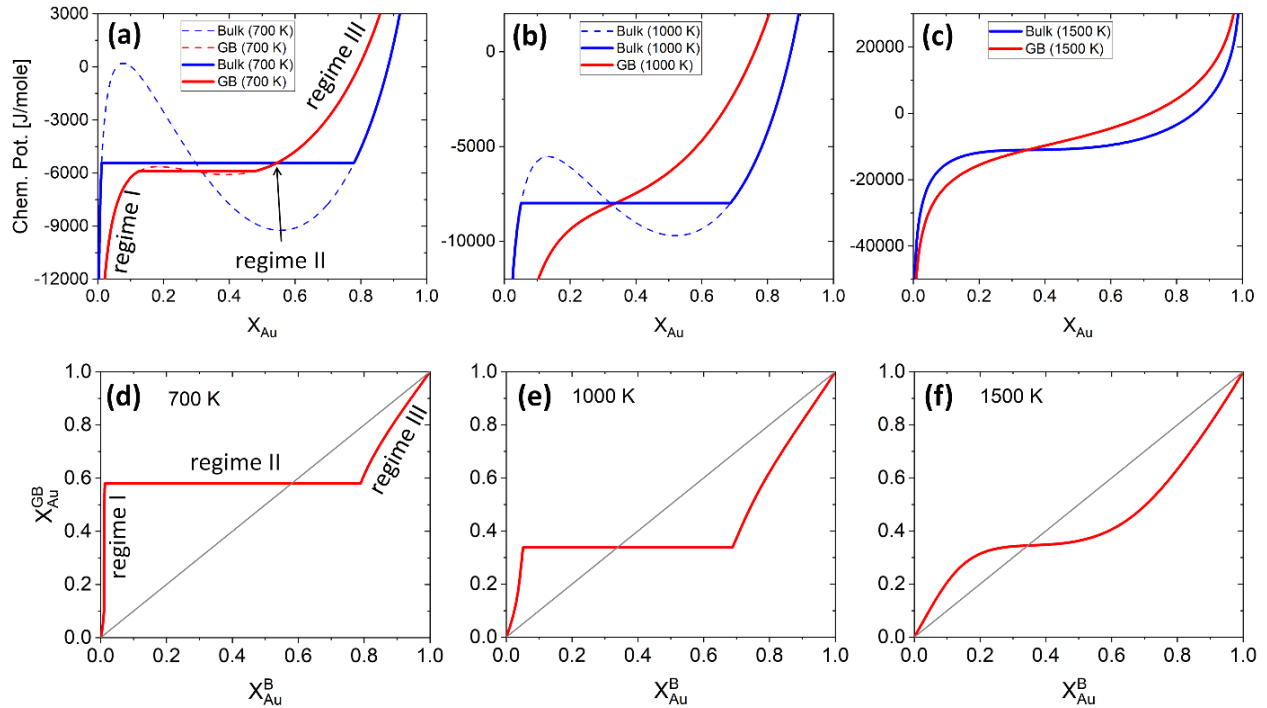 (a)
Bulk (700 K)
GB (700 K)
Bulk (700 K)
GB (700 K)
regime I
regime II
regime III
Chem. Pot. [J/mole]
3000
0
-3000
-6000
-9000
-12000
0.0 0.2 0.4 0.6 0.8 1.0
XAu
(b)
Bulk (1000 K)
Bulk (1000 K)
GB (1000 K)
0
-5000
-10000
0.0 0.2 0.4 0.6 0.8 1.0
XAu
(c)
Bulk (1500 K)
GB (1500 K)
20000
0
-20000
-40000
0.0 0.2 0.4 0.6 0.8 1.0
XAu
(d)
700 K
regime I
regime II
regime III
X GB Au
1.0
0.8
0.6
0.4
0.2
0.0
0.0 0.2 0.4 0.6 0.8 1.0
X B Au
(e)
1000 K
1.0
0.8
0.6
0.4
0.2
0.0
0.0 0.2 0.4 0.6 0.8 1.0
X B Au
(f)
1500 K
1.0
0.8
0.6
0.4
0.2
0.0
0.0 0.2 0.4 0.6 0.8 1.0
X B Au